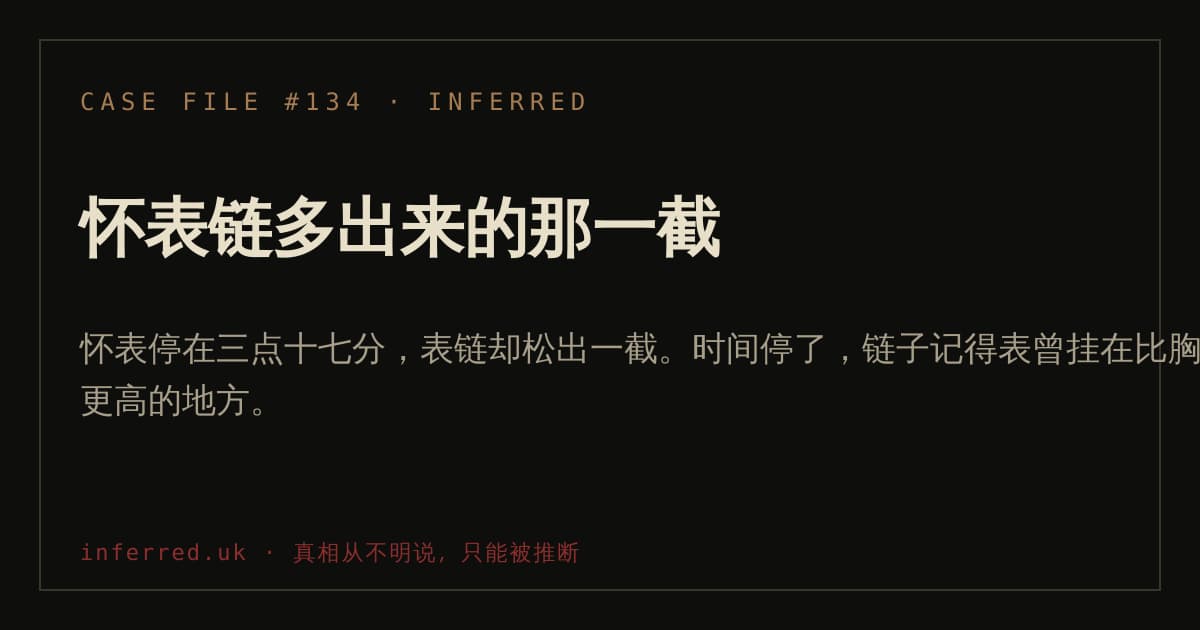 CASE FILE #134 · INFERRED
怀表链多出来的那一截
怀表停在三点十七分，表链却松出一截。时间停了，链子记得表曾挂在比胸
更高的地方。
inferred.uk · 真相从不明说，只能被推断